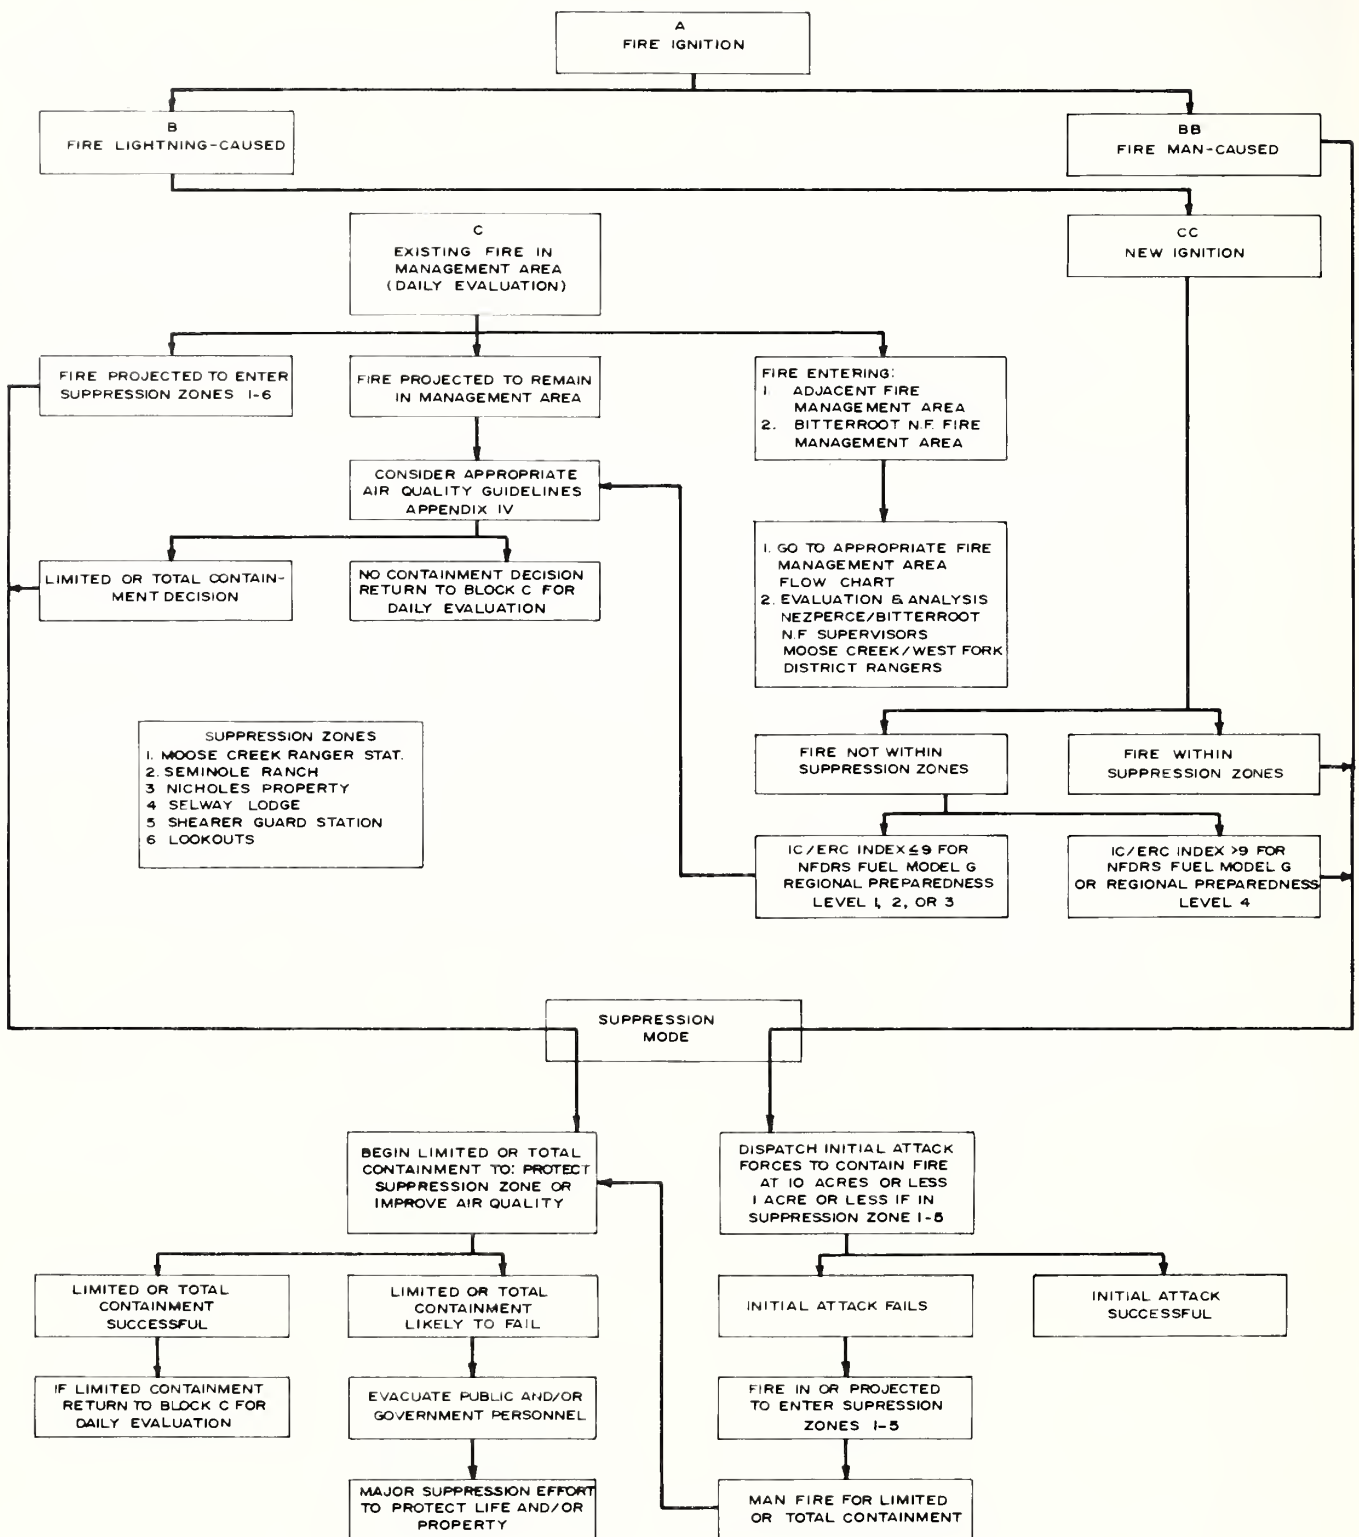 A
FIRE IGNITION
B
FIRE LIGHTNING-CAUSED
BB
FIRE MAN-CAUSED
C
EXISTING FIRE IN
MANAGEMENT AREA
(DAILY EVALUATION)
CC
NEW IGNITION
FIRE PROJECTED TO ENTER
SUPPRESSION ZONES 1-6
FIRE PROJECTED TO REMAIN
IN MANAGEMENT AREA
FIRE ENTERING:
1. ADJACENT FIRE
MANAGEMENT AREA
2. BITTERROOT N.F. FIRE
MANAGEMENT AREA
CONSIDER APPROPRIATE
AIR QUALITY GUIDELINES
APPENDIX IV
LIMITED OR TOTAL CONTAIN-
MENT DECISION
NO CONTAINMENT DECISION
RETURN TO BLOCK C FOR
DAILY EVALUATION
1. GO TO APPROPRIATE FIRE
MANAGEMENT AREA
FLOW CHART
2. EVALUATION & ANALYSIS
NEZPERCE/BITTERROOT
N.F SUPERVISORS
MOOSE CREEK/WEST FORK
DISTRICT RANGERS
SUPPRESSION ZONES
1. MOOSE CREEK RANGER STAT.
2. SEMINOLE RANCH
3 NICHOLES PROPERTY
4 SELWAY LODGE
5 SHEARER GUARD STATION
6 LOOKOUTS
FIRE NOT WITHIN
SUPPRESSION ZONES
FIRE WITHIN
SUPPRESSION ZONES
IC/ERC INDEX ≤9 FOR
NFDRS FUEL MODEL G
REGIONAL PREPAREDNESS
LEVEL 1, 2, OR 3
IC/ERC INDEX >9 FOR
NFDRS FUEL MODEL G
OR REGIONAL PREPAREDNESS
LEVEL 4
SUPPRESSION
MODE
BEGIN LIMITED OR TOTAL
CONTAINMENT TO: PROTECT
SUPPRESSION ZONE OR
IMPROVE AIR QUALITY
DISPATCH INITIAL ATTACK
FORCES TO CONTAIN FIRE
AT 10 ACRES OR LESS
1 ACRE OR LESS IF IN
SUPPRESSION ZONE 1-5
LIMITED OR TOTAL
CONTAINMENT
SUCCESSFUL
LIMITED OR TOTAL
CONTAINMENT
LIKELY TO FAIL
INITIAL ATTACK FAILS
INITIAL ATTACK
SUCCESSFUL
IF LIMITED CONTAINMENT
RETURN TO BLOCK C FOR
DAILY EVALUATION
EVACUATE PUBLIC AND/OR
GOVERNMENT PERSONNEL
FIRE IN OR PROJECTED
TO ENTER SUPRESSION
ZONES 1-5
MAJOR SUPPRESSION EFFORT
TO PROTECT LIFE AND/OR
PROPERTY
MAN FIRE FOR LIMITED
OR TOTAL CONTAINMENT